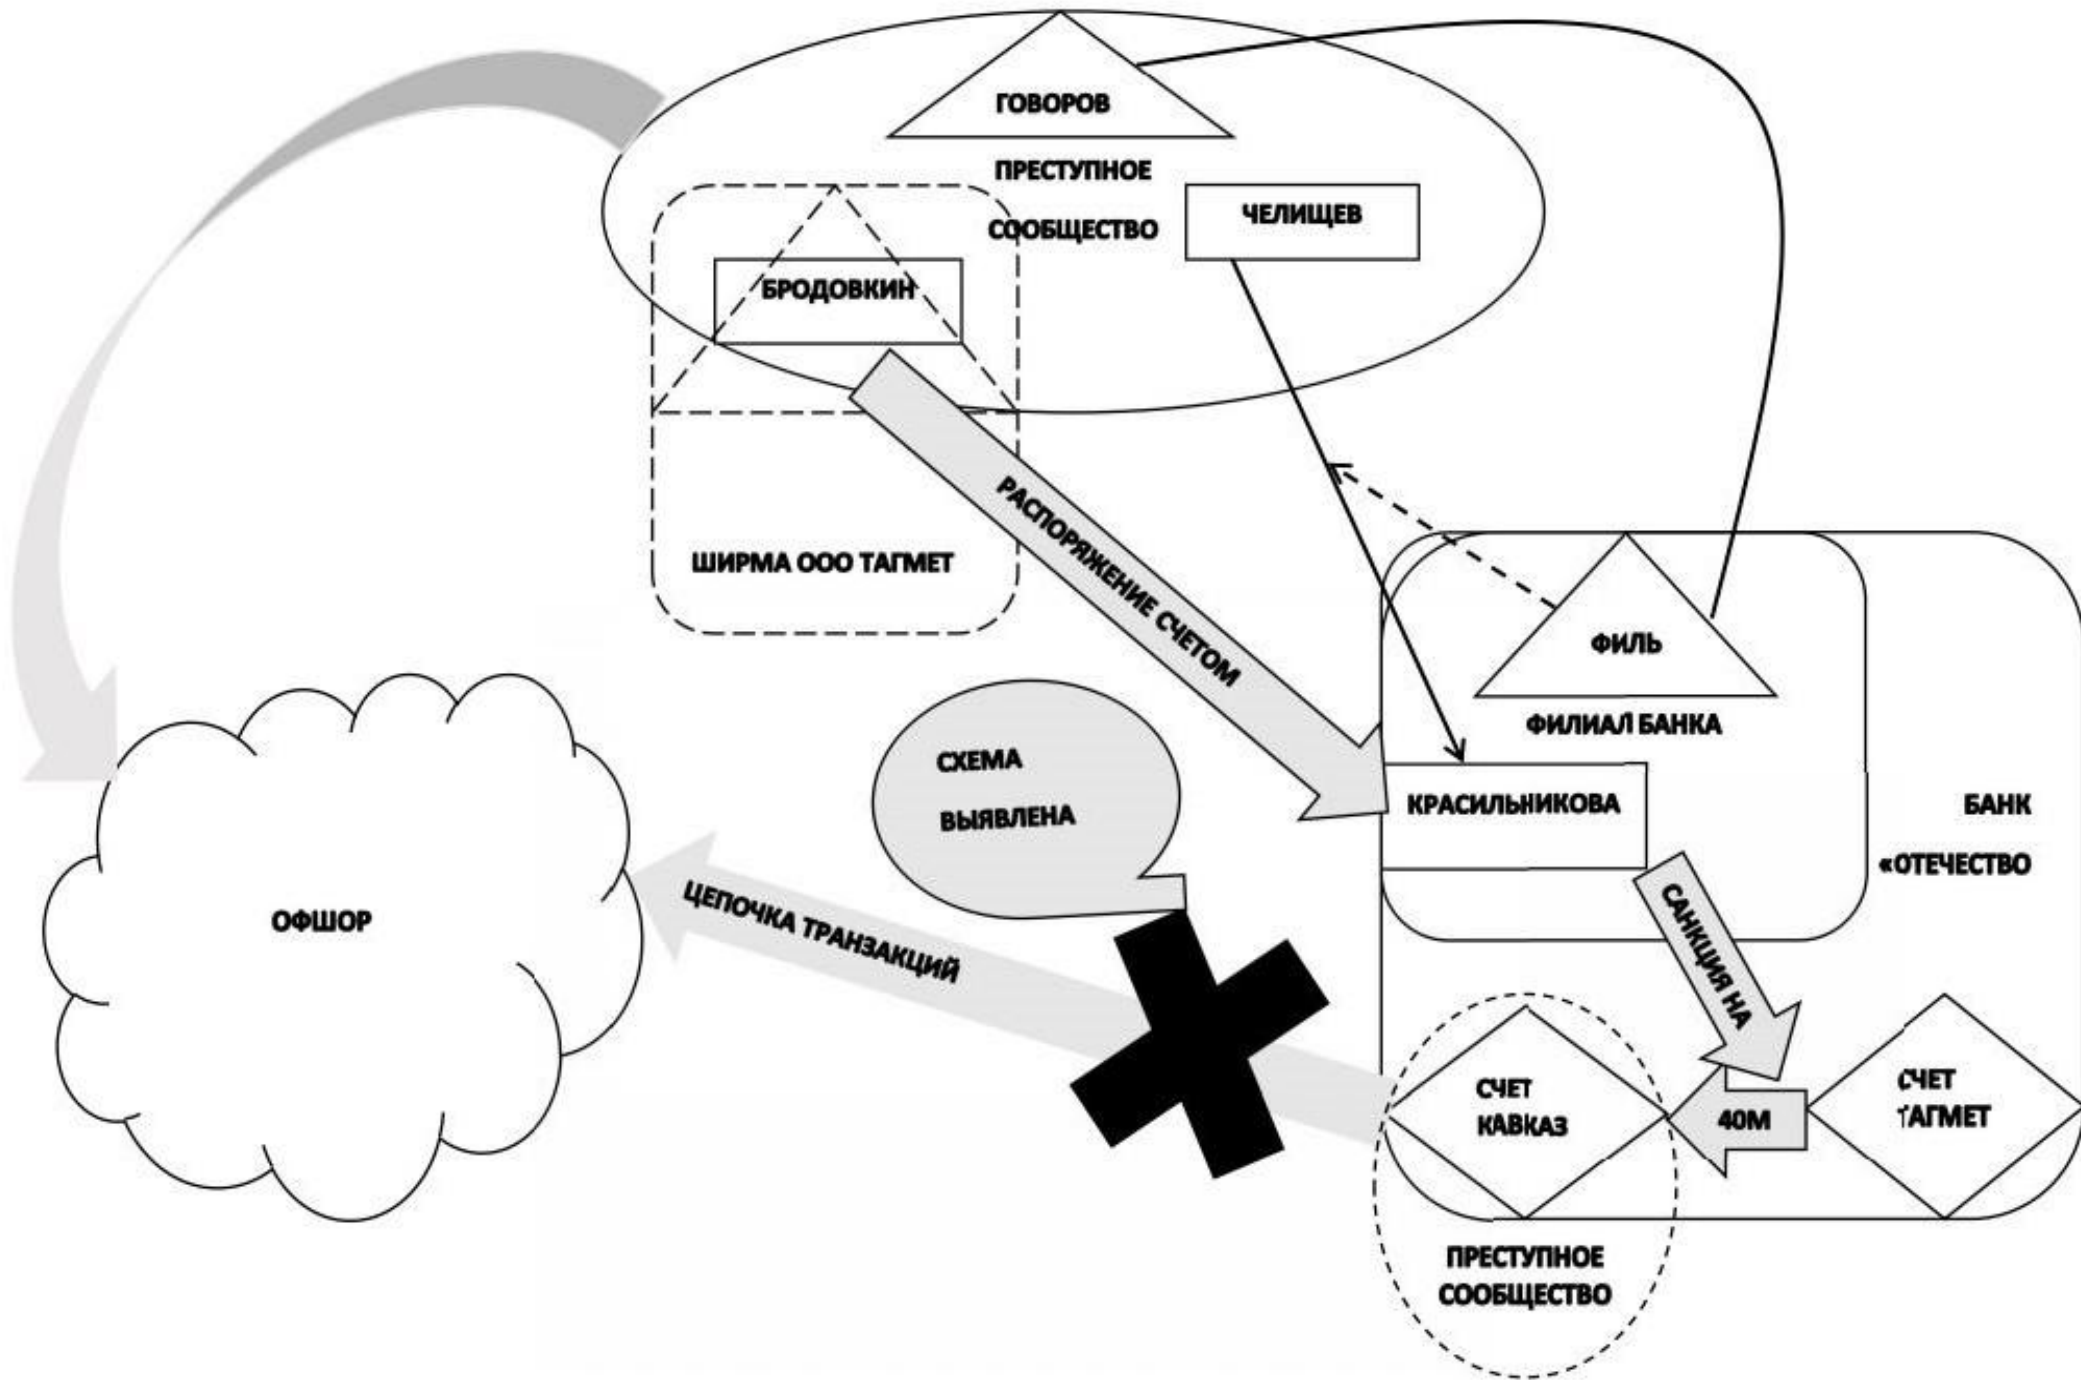 ГОВОРОВ
ПРЕСТУПНОЕ
СООБЩЕСТВО
ЧЕЛИЩЕВ
БРОДОВКИН
ШИРМА ООО ТАГМЕТ
РАСПОРЯЖЕНИЕ СЧЕТОМ
ФИЛЬ
ФИЛИАЛ БАНКА
КРАСИЛЬНИКОВА
БАНК
«ОТЕЧЕСТВО
СХЕМА
ВЫЯВЛЕНА
САНКЦИЯ НА
ЦЕПОЧКА ТРАНЗАКЦИЙ
ОФШОР
СЧЕТ
КАВКАЗ
40М
СЧЕТ
ТАГМЕТ
ПРЕСТУПНОЕ
СООБЩЕСТВО